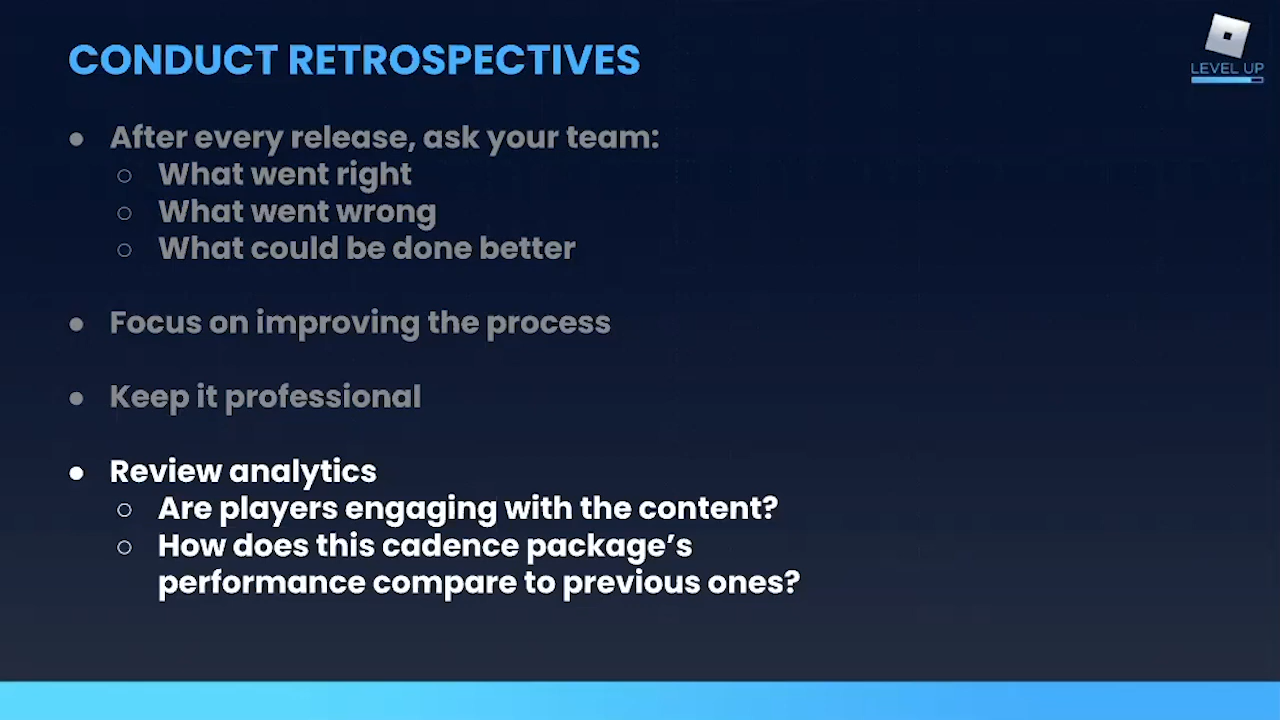 CONDUCT RETROSPECTIVES
LEVEL UP
● After every release, ask your team:
○ What went right
○ What went wrong
○ What could be done better
● Focus on improving the process
● Keep it professional
● Review analytics
○ Are players engaging with the content?
○ How does this cadence package’s
performance compare to previous ones?